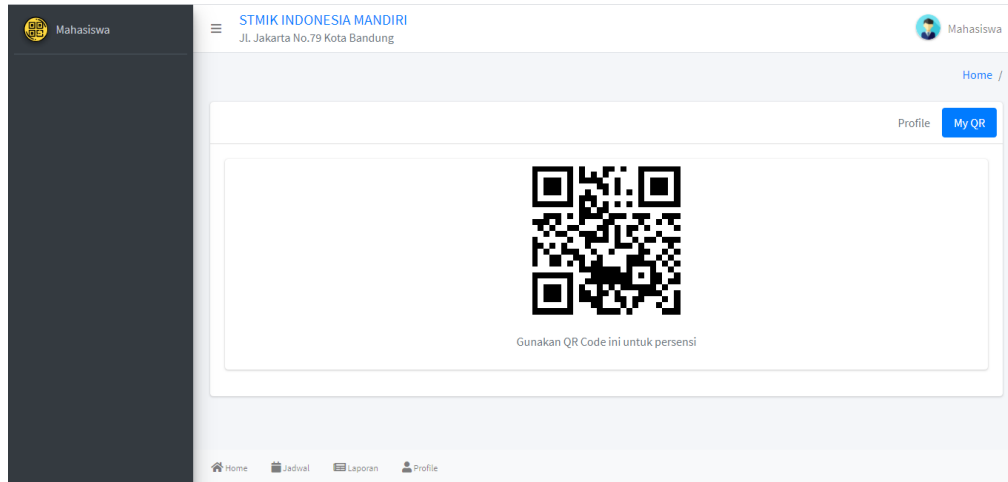 Mahasiswa
STMIK INDONESIA MANDIRI
Jl. Jakarta No.79 Kota Bandung
Mahasiswa
Home /
Profile My QR
Gunakan QR Code ini untuk persensi
Home Jadwal Laporan Profile